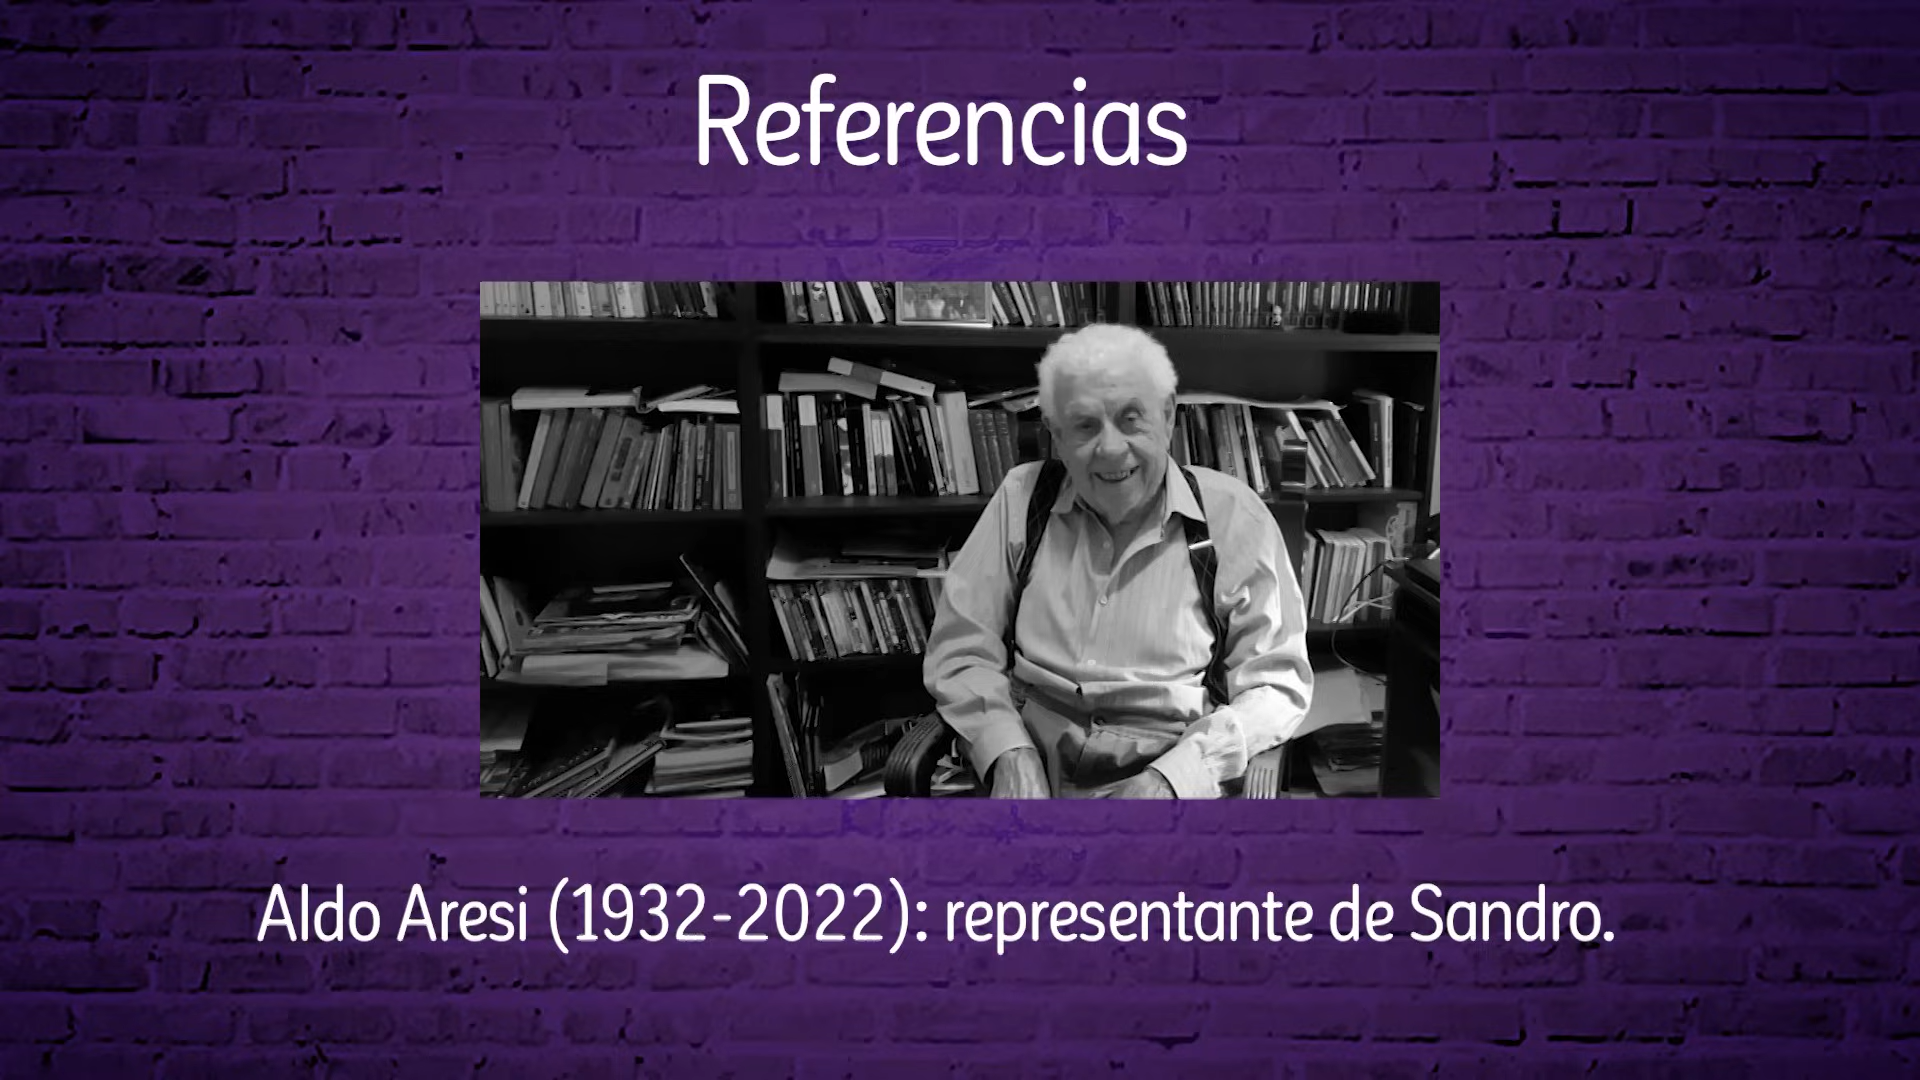 Referencias
Aldo Aresi (1932-2022): representante de Sandro.